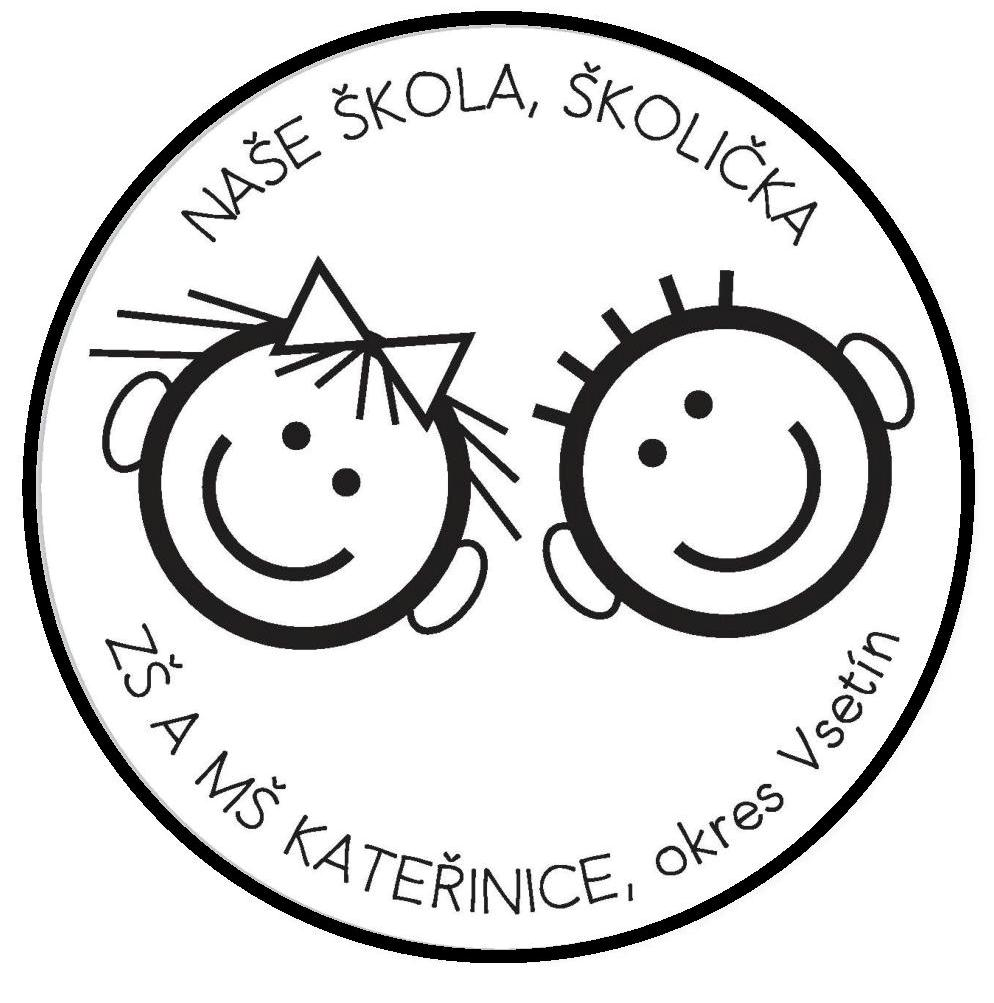 NAŠE ŠKOLA, ŠKOLIČKA
ZŠ A MŠ KATEŘINICE, okres Vsetín